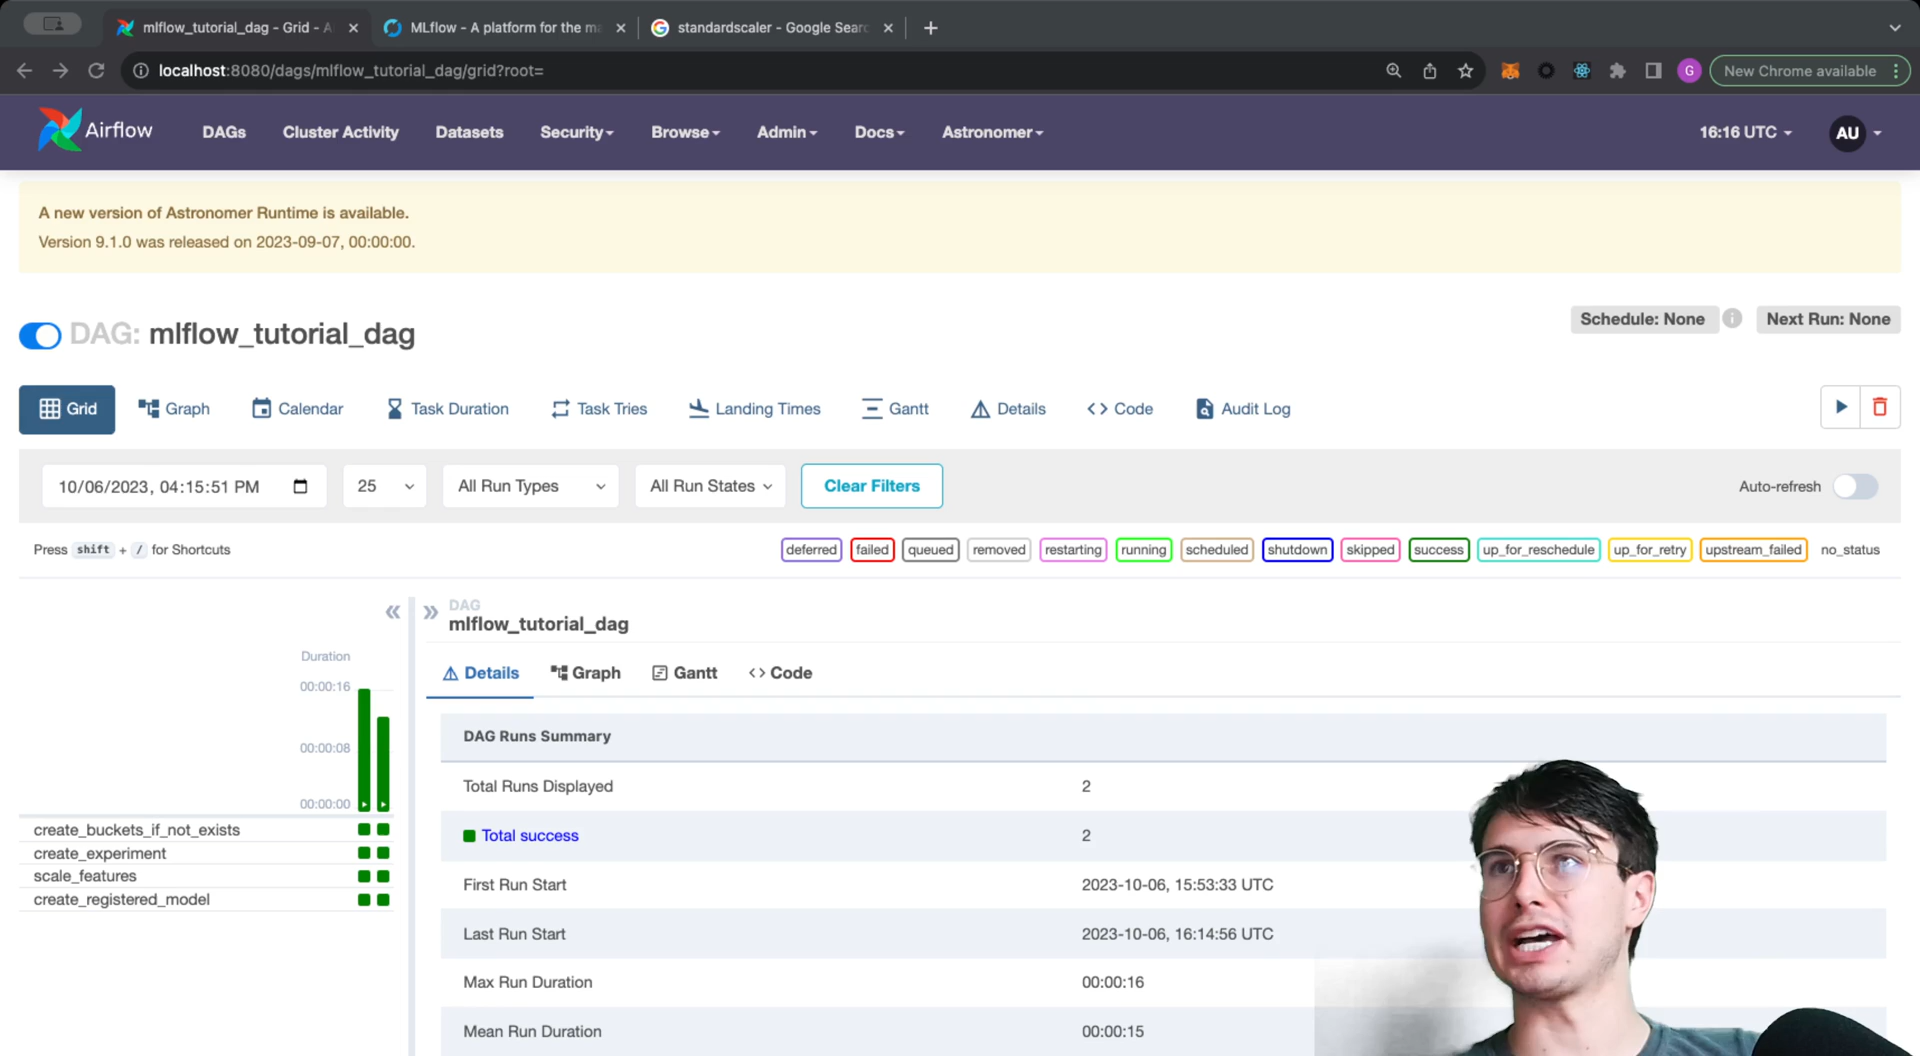 mlflow_tutorial_dag - Grid - A
MLflow - A platform for the ma
standardscaler - Google Searc
localhost:8080/dags/mlflow_tutorial_dag/grid?root=
G
New Chrome available
Airflow
DAGs
Cluster Activity
Datasets
Security
Browse
Admin
Docs
Astronomer
16:16 UTC
AU
A new version of Astronomer Runtime is available.
Version 9.1.0 was released on 2023-09-07, 00:00:00.
DAG: mlflow_tutorial_dag
Schedule: None
Next Run: None
Grid
Graph
Calendar
Task Duration
Task Tries
Landing Times
Gantt
Details
<> Code
Audit Log
10/06/2023, 04:15:51 PM
25
All Run Types
All Run States
Clear Filters
Auto-refresh
Press shift + / for Shortcuts
deferred
failed
queued
removed
restarting
running
scheduled
shutdown
skipped
success
up_for_reschedule
up_for_retry
upstream_failed
no_status
DAG
mlflow_tutorial_dag
Details
Graph
Gantt
<> Code
Duration
00:00:16
00:00:08
00:00:00
create_buckets_if_not_exists
create_experiment
scale_features
create_registered_model
DAG Runs Summary
Total Runs Displayed 2
Total success 2
First Run Start 2023-10-06, 15:53:33 UTC
Last Run Start 2023-10-06, 16:14:56 UTC
Max Run Duration 00:00:16
Mean Run Duration 00:00:15